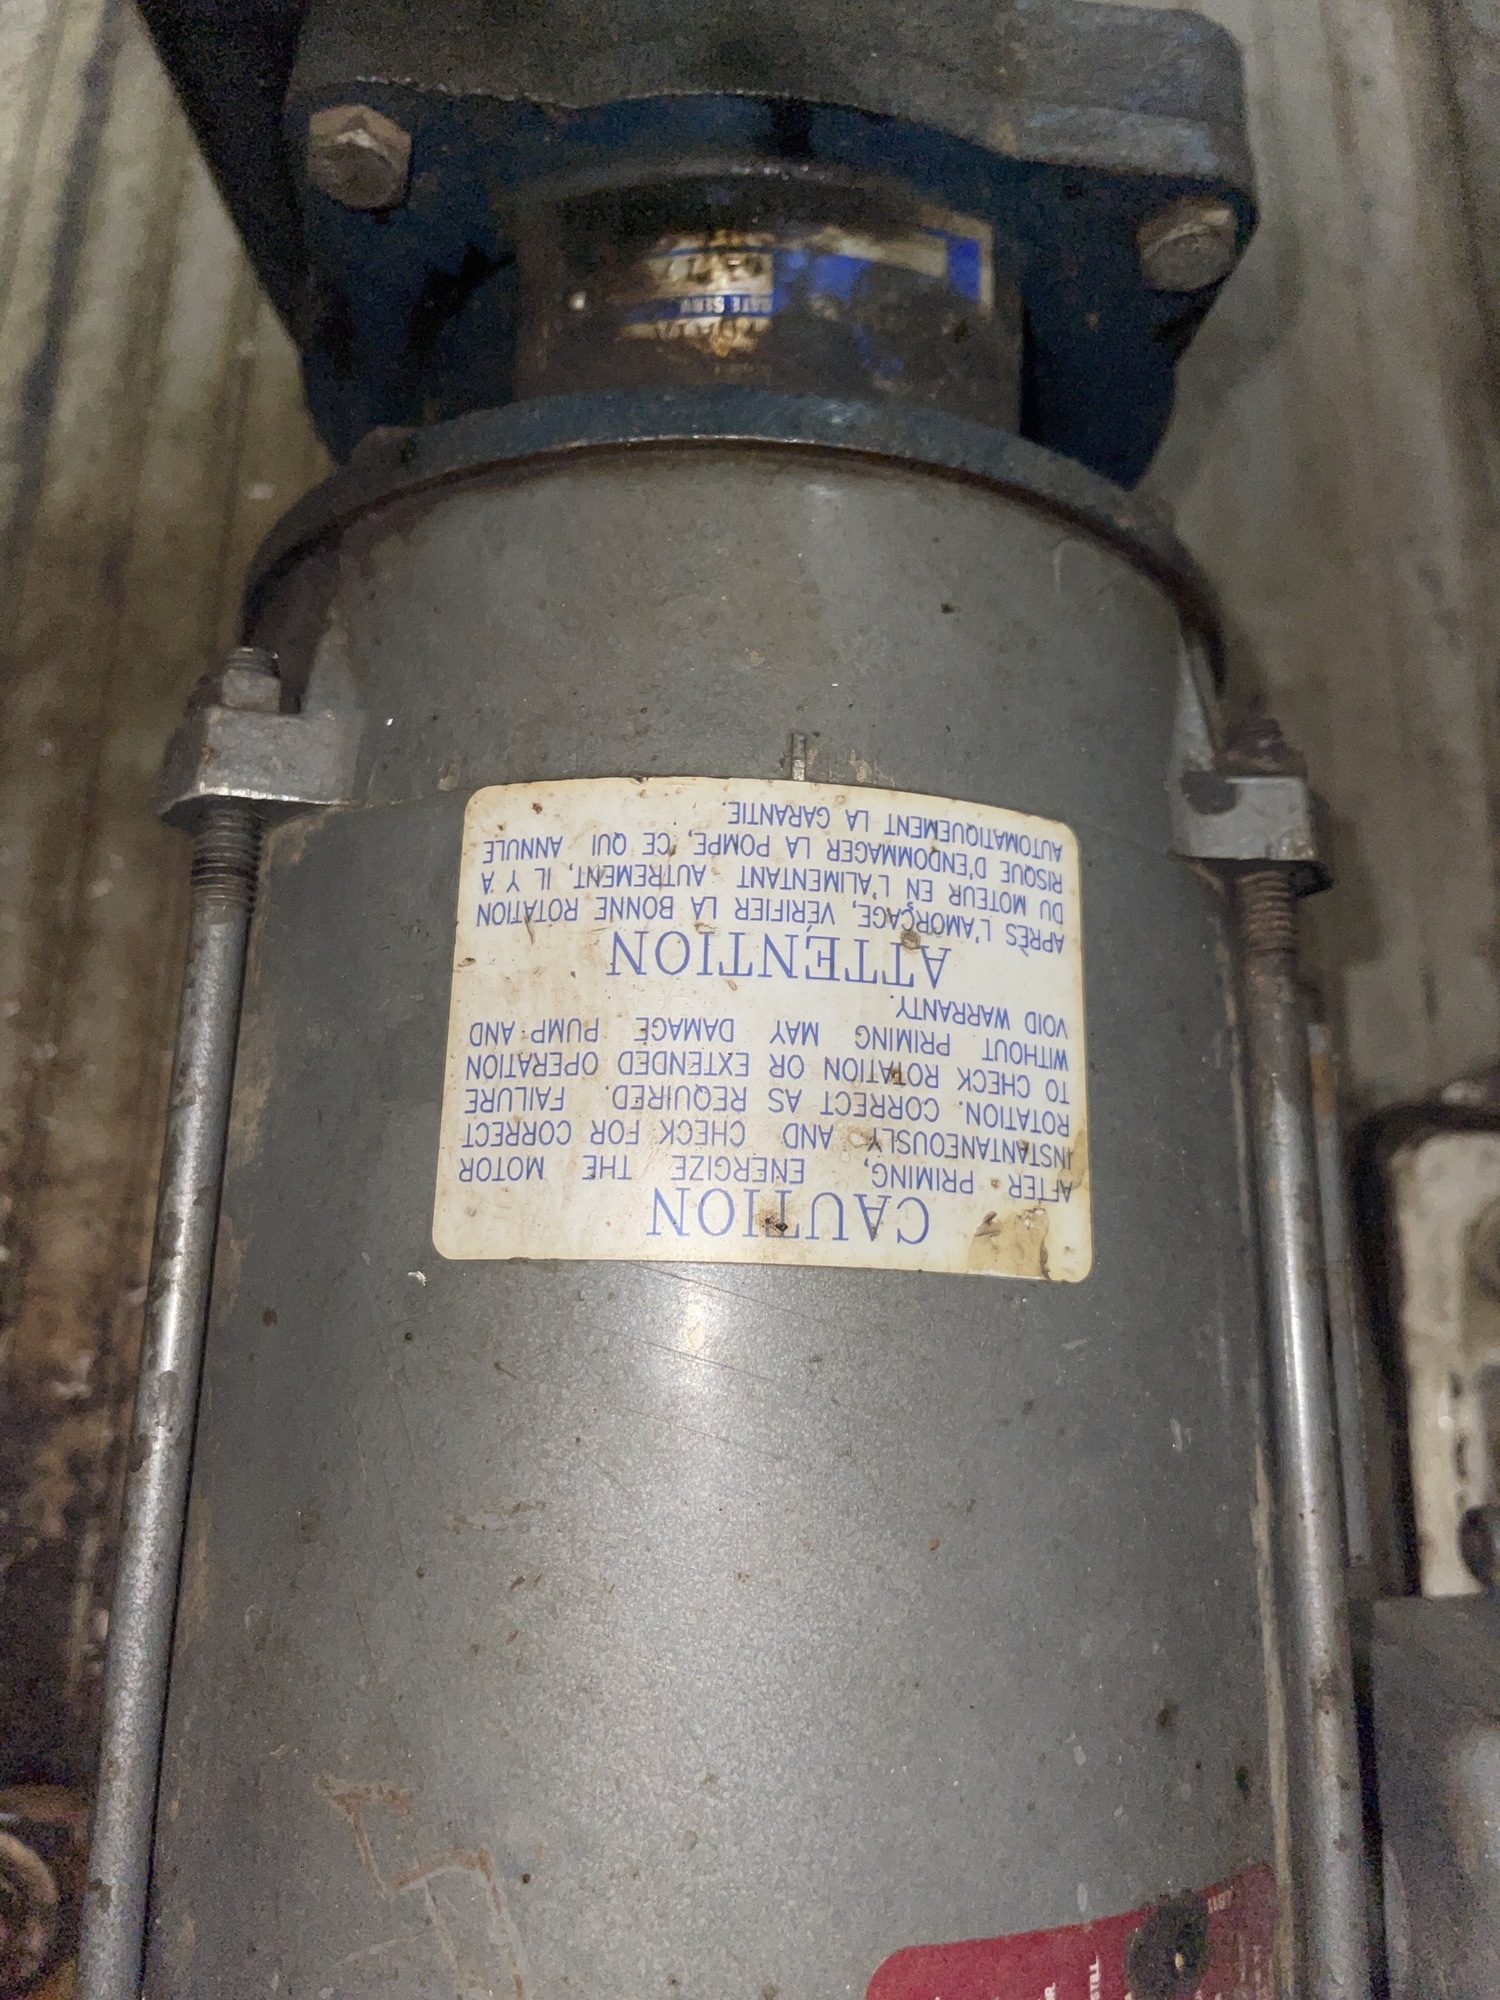 CAUTION
AFTER PRIMING, ENERGIZE THE MOTOR
INSTANTANEOUSLY AND CHECK FOR CORRECT
ROTATION. CORRECT AS REQUIRED. FAILURE
TO CHECK ROTATION OR EXTENDED OPERATION
WITHOUT PRIMING MAY DAMAGE PUMP AND
VOID WARRANTY.
ATTENTION
APRÈS L'AMORÇAGE, VÉRIFIER LA BONNE ROTATION
DU MOTEUR EN L'ALIMENTANT AUTREMENT, IL Y A
RISQUE D'ENDOMMAGER LA POMPE, CE QUI ANNULE
AUTOMATIQUEMENT LA GARANTIE.
DATE SERV